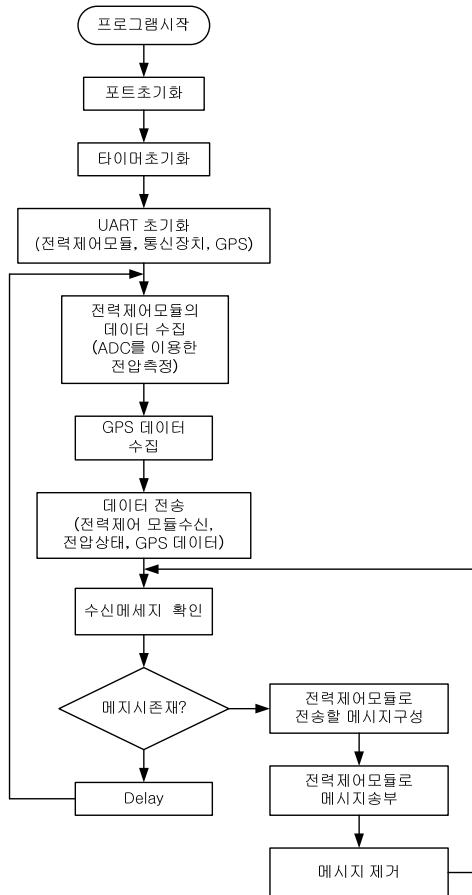 프로그램시작
포트초기화
타이머초기화
UART 초기화
(전력제어모듈, 통신장치, GPS)
전력제어모듈의
데이터 수집
(ADC를 이용한
전압측정)
GPS 데이터
수집
데이터 전송
(전력제어 모듈수신,
전압상태, GPS 데이터)
수신메세지 확인
메지시존재?
전력제어모듈로
전송할 메시지구성
Delay
전력제어모듈로
메시지송부
메시지 제거